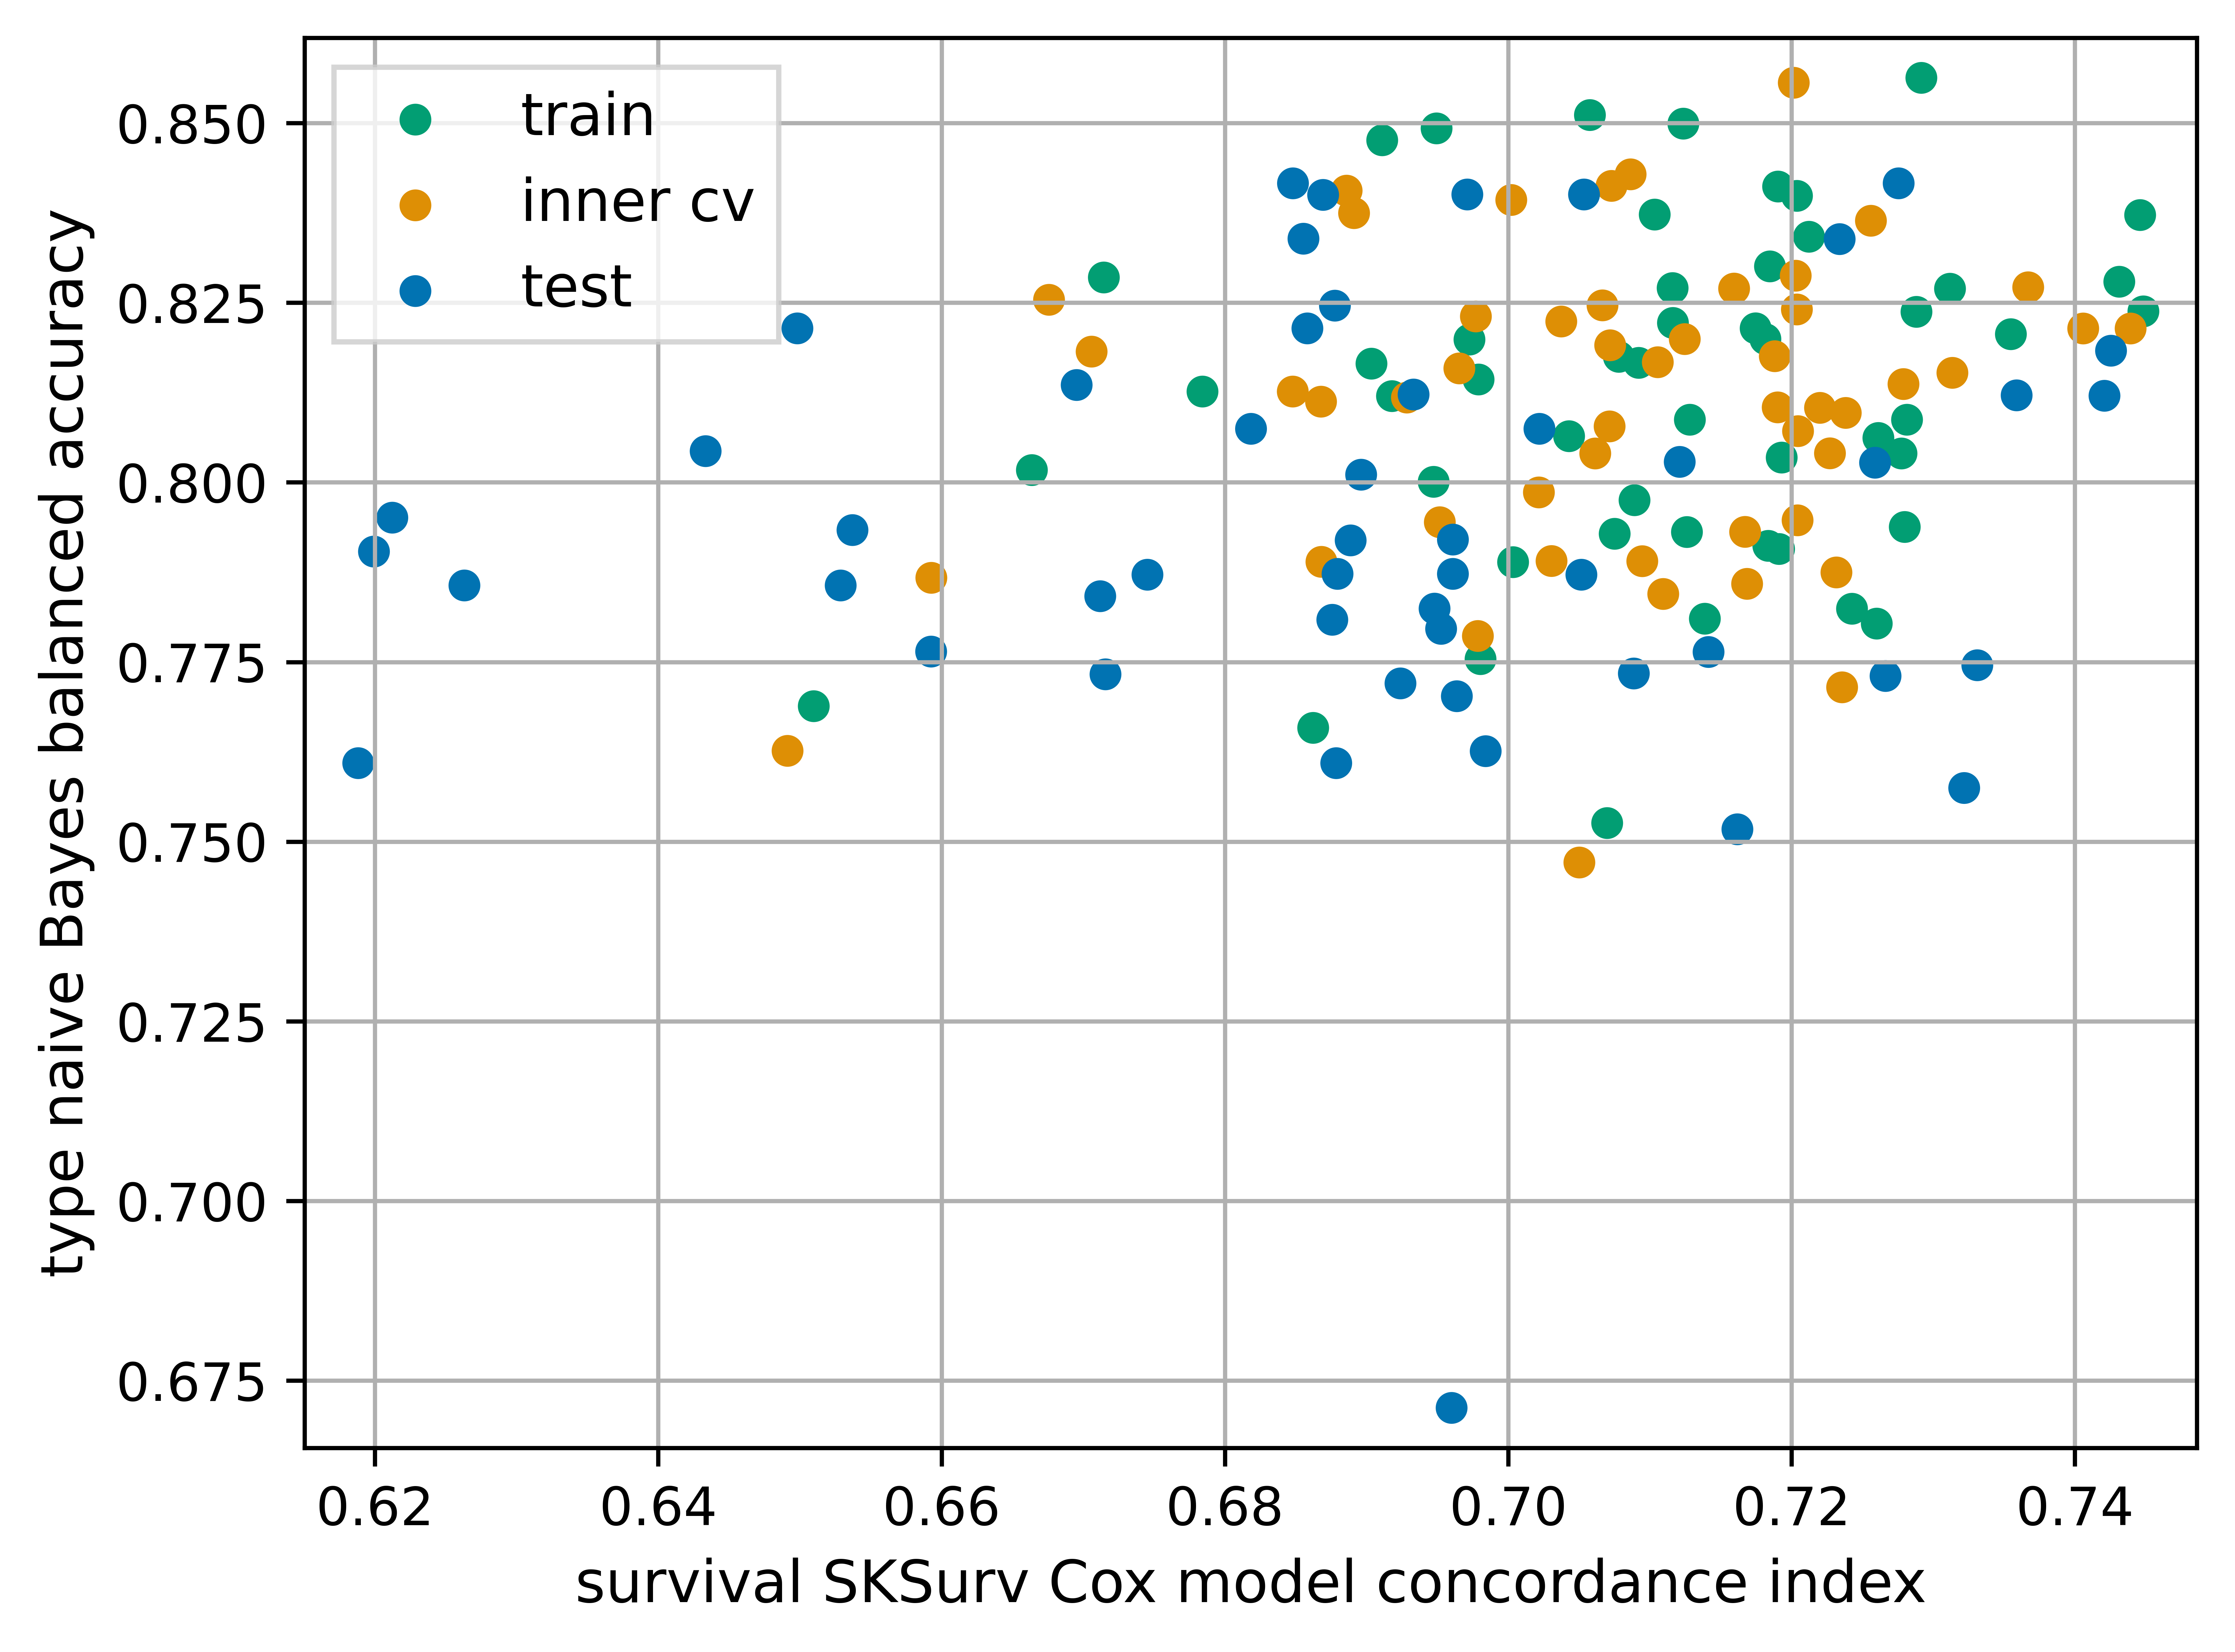 train
inner cv
test
type naive Bayes balanced accuracy
0.850
0.825
0.800
0.775
0.750
0.725
0.700
0.675
0.62 0.64 0.66 0.68 0.70 0.72 0.74
survival SKSurv Cox model concordance index